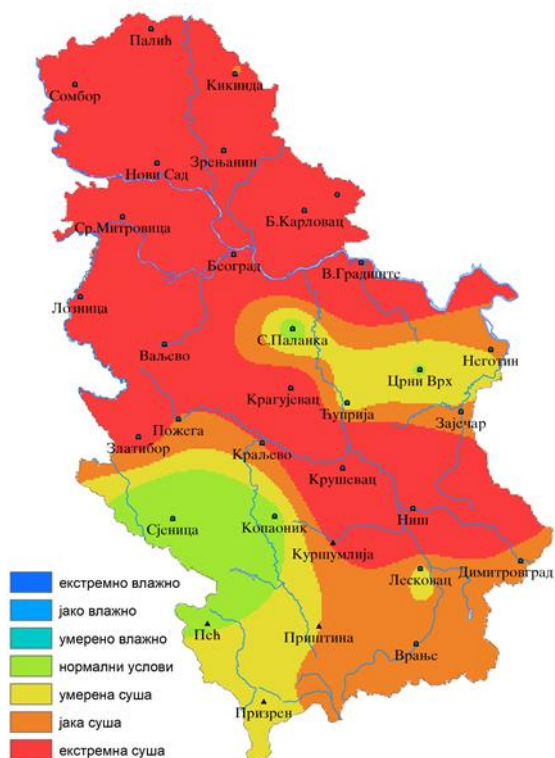 Палић
Кикинда
Сомбор
Зрењанин
Нови Сад
Б.Карловац
Ср.Митровица
Београд
В.Градиште
Лозница
С.Паланка
Неготин
Ваљево
Црни Врх
Крагујевац
Ћуприја
Зајечар
Пожега
Златибор
Краљево
Крушевац
Ниш
Сјеница
Копаоник
Куршумлија
Лесковац
Димитровград
Пећ
Приштина
Врање
Призрен
екстремно влажно
јако влажно
умерено влажно
нормални услови
умерена суша
јака суша
екстремна суша